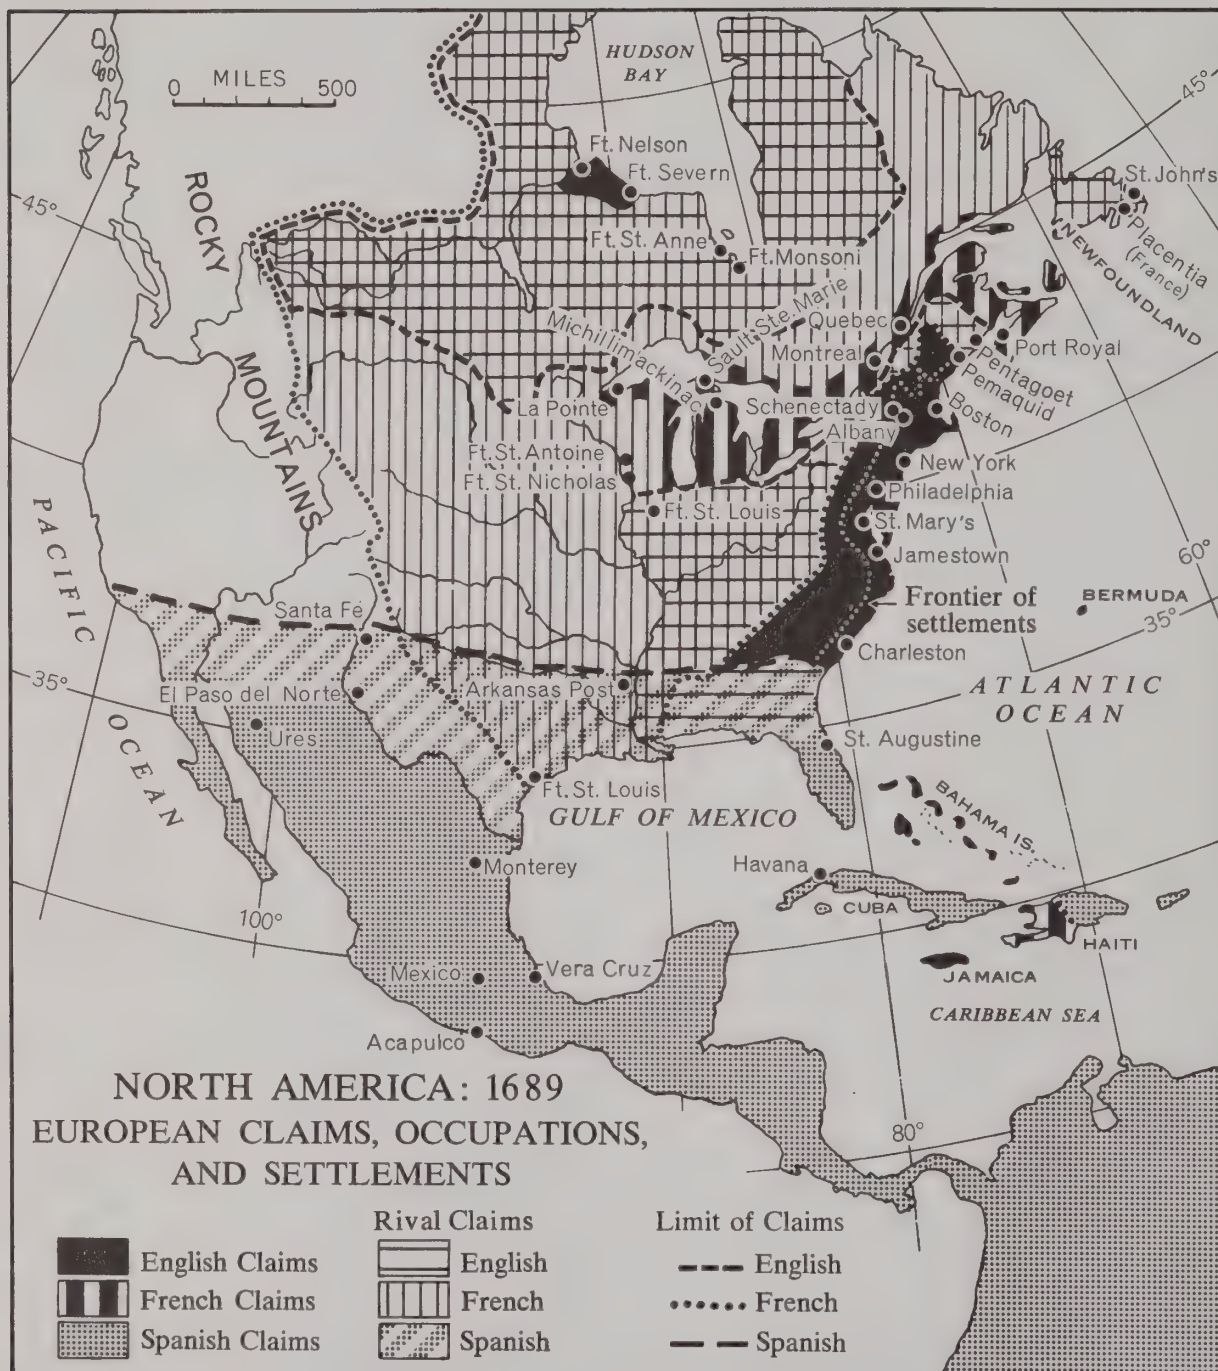 HUDSON
BAY
0 MILES 500
45°
Ft. Nelson
Ft. Severn
St. John's
ROCKY
45°
Ft. St. Anne
Ft. Monsoni
Placentia
(France)
NEWFOUNDLAND
Sault Ste. Marie
Michillimackinac
Quebec
Montreal
Port Royal
Pentagoet
Pemaquid
MOUNTAINS
La Pointe
Schenectady
Albany
Boston
Ft. St. Antoine
New York
Ft. St. Nicholas
Philadelphia
Ft. St. Louis
St. Mary's
Jamestown
60°
PACIFIC
OCEAN
Santa Fé
Frontier of
settlements
BERMUDA
35°
Charleston
35°
El Paso del Norte
Arkansas Post
ATLANTIC
OCEAN
Ures
St. Augustine
Ft. St. Louis
GULF OF MEXICO
BAHAMA IS.
Monterey
Havana
CUBA
100°
HAITI
Mexico
Vera Cruz
JAMAICA
CARIBBEAN SEA
Acapulco
80°
NORTH AMERICA: 1689
EUROPEAN CLAIMS, OCCUPATIONS,
AND SETTLEMENTS
English Claims
French Claims
Spanish Claims
Rival Claims
English
French
Spanish
Limit of Claims
English
French
Spanish